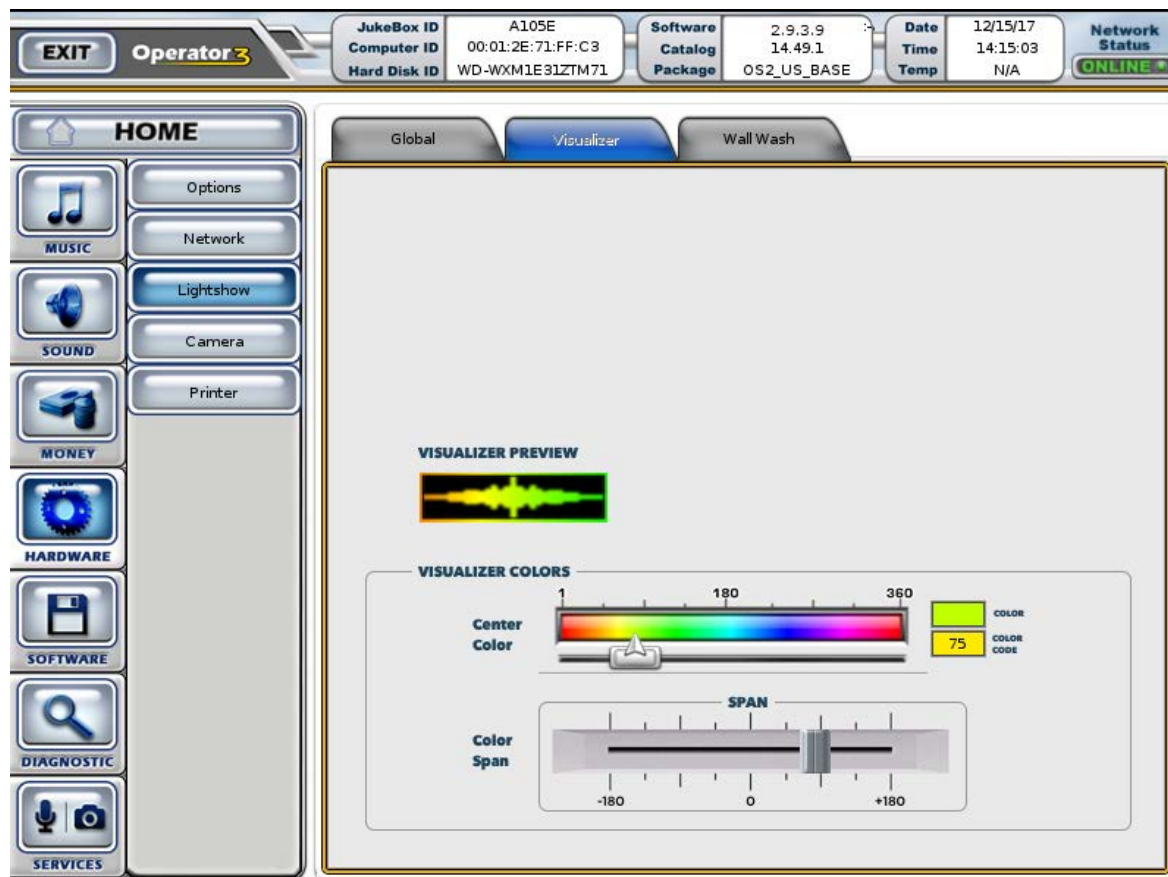 EXIT
Operator 3
JukeBox ID A105E
Computer ID 00:01:2E:71:FF:C3
Hard Disk ID WD-WXM1E31ZTM71
Software 2.9.3.9
Catalog 14.49.1
Package OS2_US_BASE
Date 12/15/17
Time 14:15:03
Temp N/A
Network
Status
ONLINE
HOME
Global Visualizer Wall Wash
MUSIC
SOUND
MONEY
HARDWARE
SOFTWARE
DIAGNOSTIC
SERVICES
Options
Network
Lightshow
Camera
Printer
VISUALIZER PREVIEW
VISUALIZER COLORS
1 180 360
Center
Color
COLOR
75 COLOR
CODE
SPAN
Color
Span
-180 0 +180